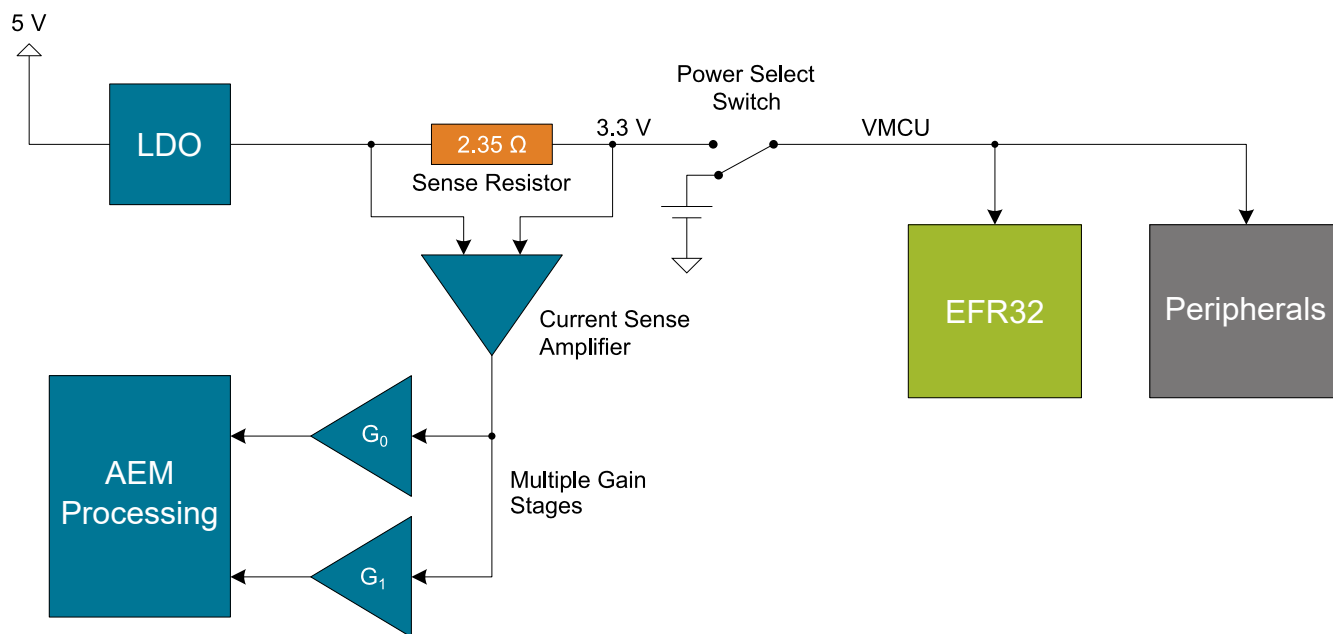 5 V
LDO
2.35 Ω
Sense Resistor
3.3 V
Power Select
Switch
VMCU
EFR32
Peripherals
Current Sense
Amplifier
AEM
Processing
G₀
G₁
Multiple Gain
Stages